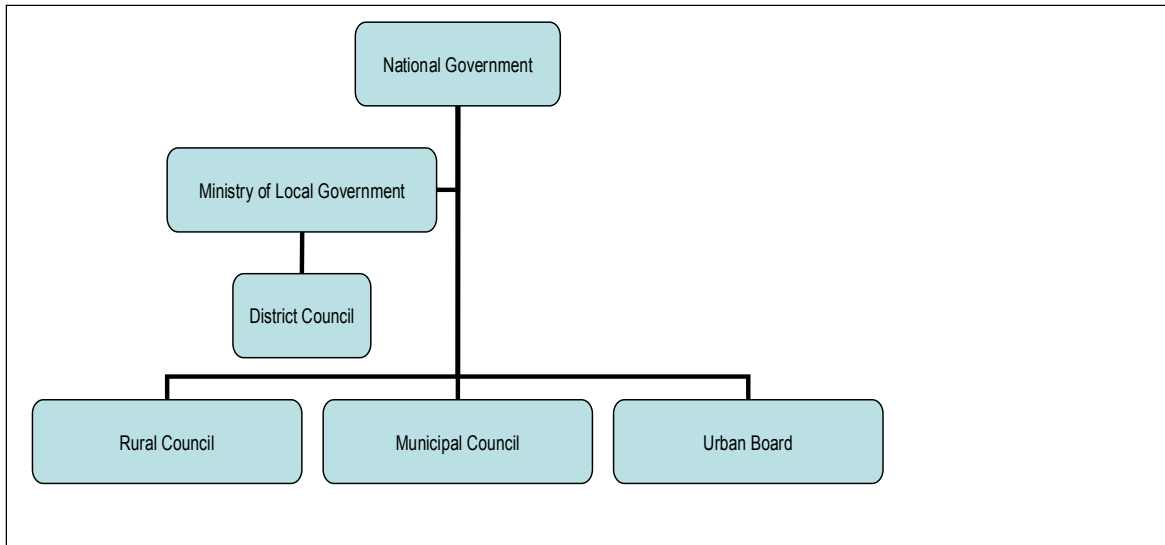 National Government
Ministry of Local Government
District Council
Rural Council
Municipal Council
Urban Board